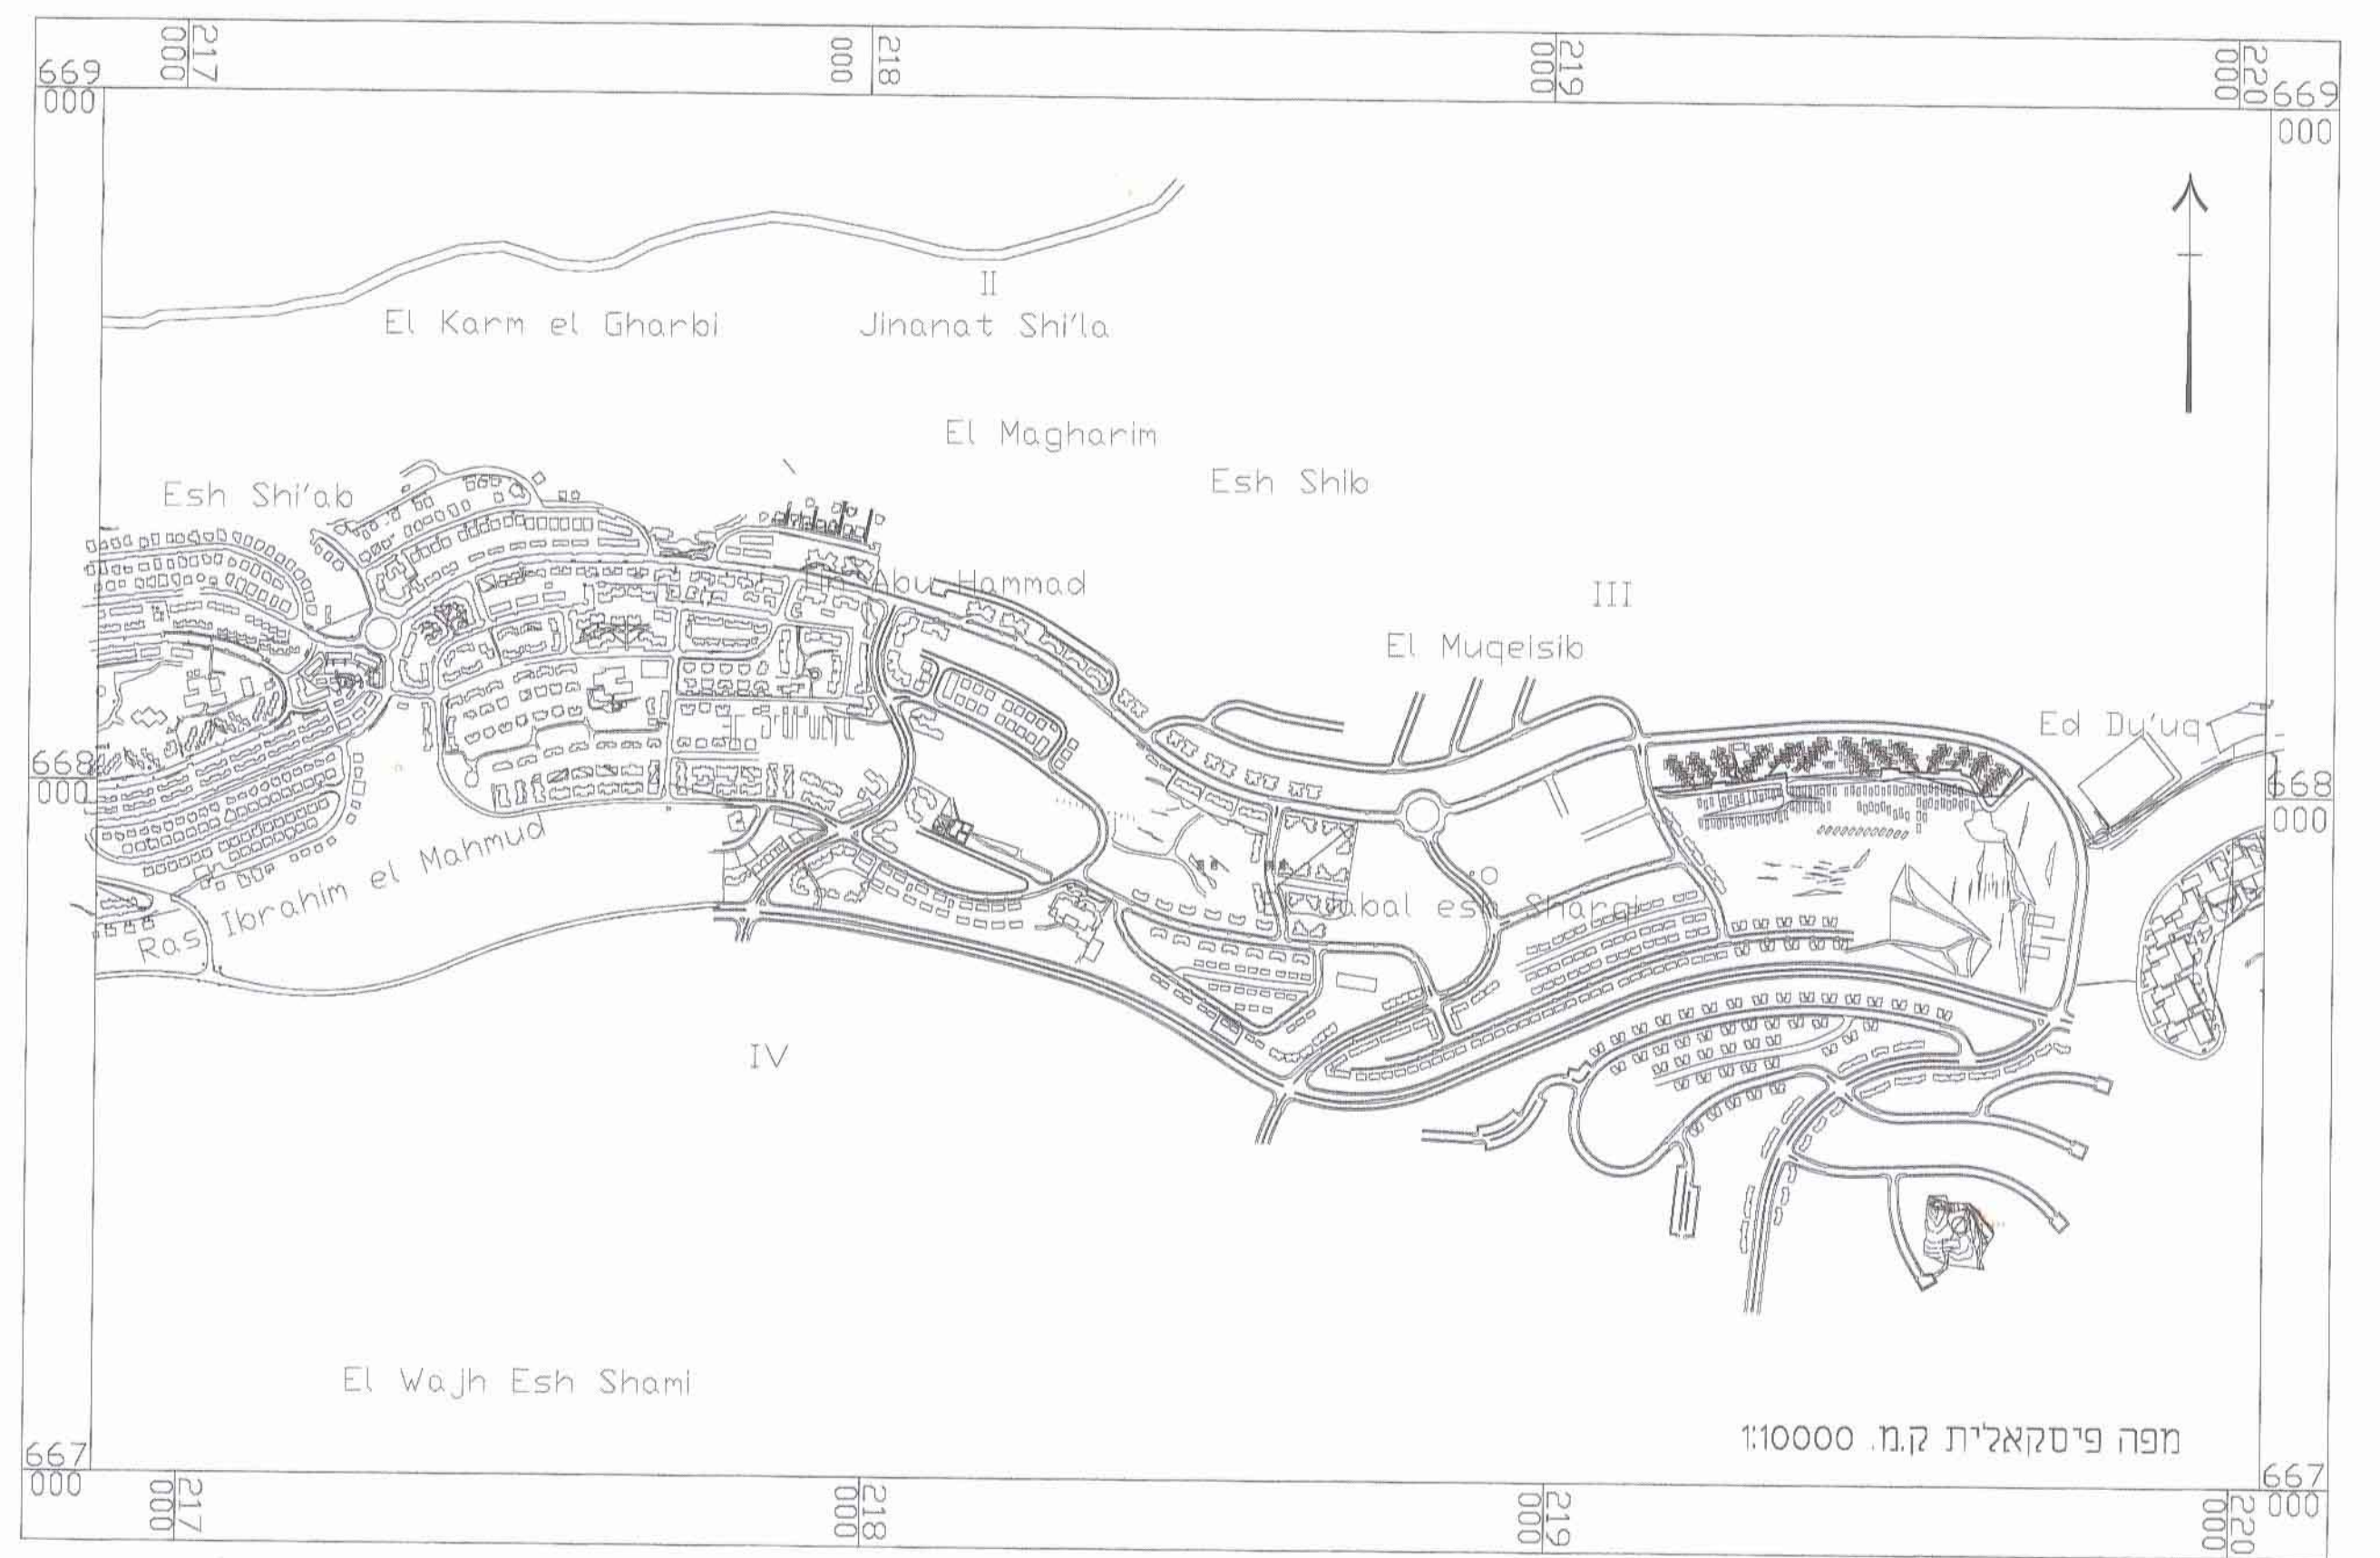 217
000
218
000
219
000
220
000
669
000
669
000
II
El Karm el Gharbi
Jinanat Shi'la
El Magharim
Esh Shi'ab
Esh Shib
Abu Hammad
III
El Muqeisib
Ed Du'uq
668
000
668
000
Ras Ibrahim el Mahmud
esh Sharqi
IV
El Wajh Esh Shami
מפה פיסקאלית ק.מ. 1:10000
667
000
667
000
217
000
218
000
219
000
220
000